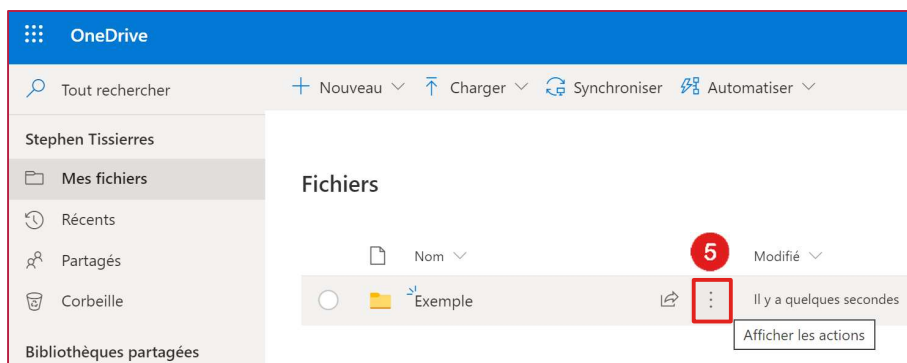 OneDrive
Tout rechercher
Nouveau Charger Synchroniser Automatiser
Stephen Tissierres
Mes fichiers
Récents
Partagés
Corbeille
Bibliothèques partagées
Fichiers
Nom 5 Modifié
Exemple Il y a quelques secondes
Afficher les actions